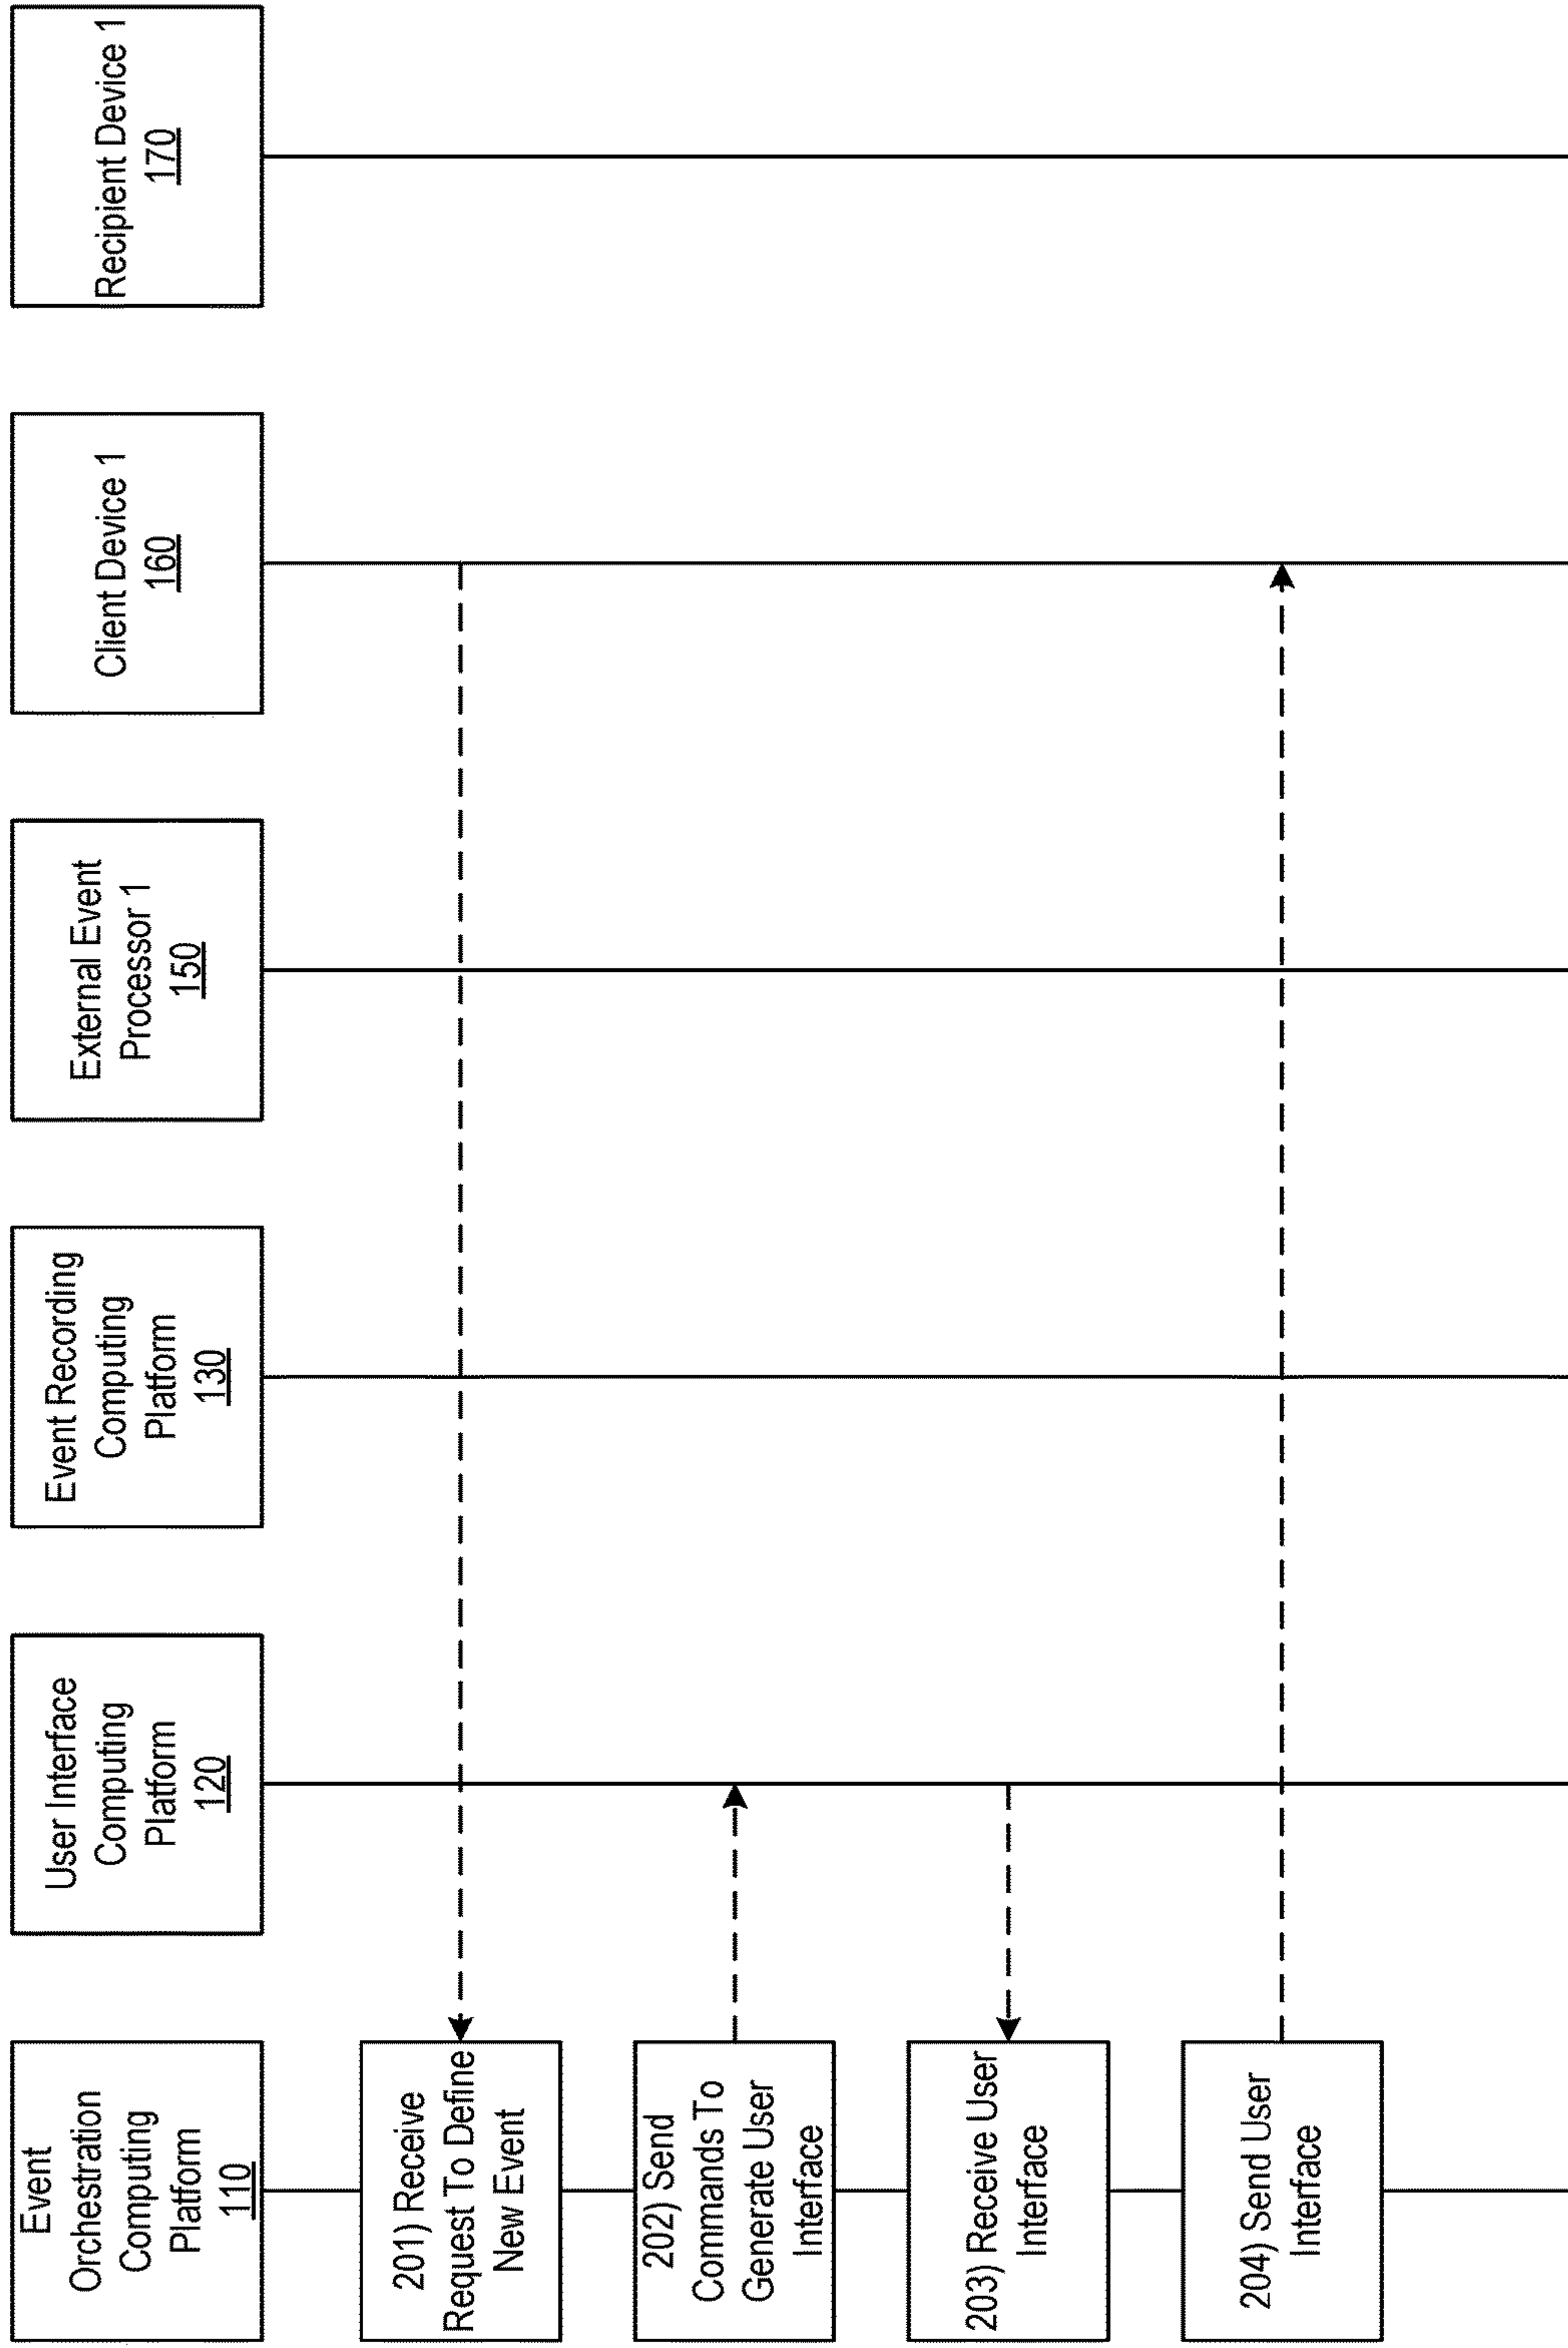 Event
Orchestration
Computing
Platform
110
User Interface
Computing
Platform
120
Event Recording
Computing
Platform
130
External Event
Processor 1
150
Client Device 1
160
Recipient Device 1
170
201) Receive
Request To Define
New Event
202) Send
Commands To
Generate User
Interface
203) Receive User
Interface
204) Send User
Interface